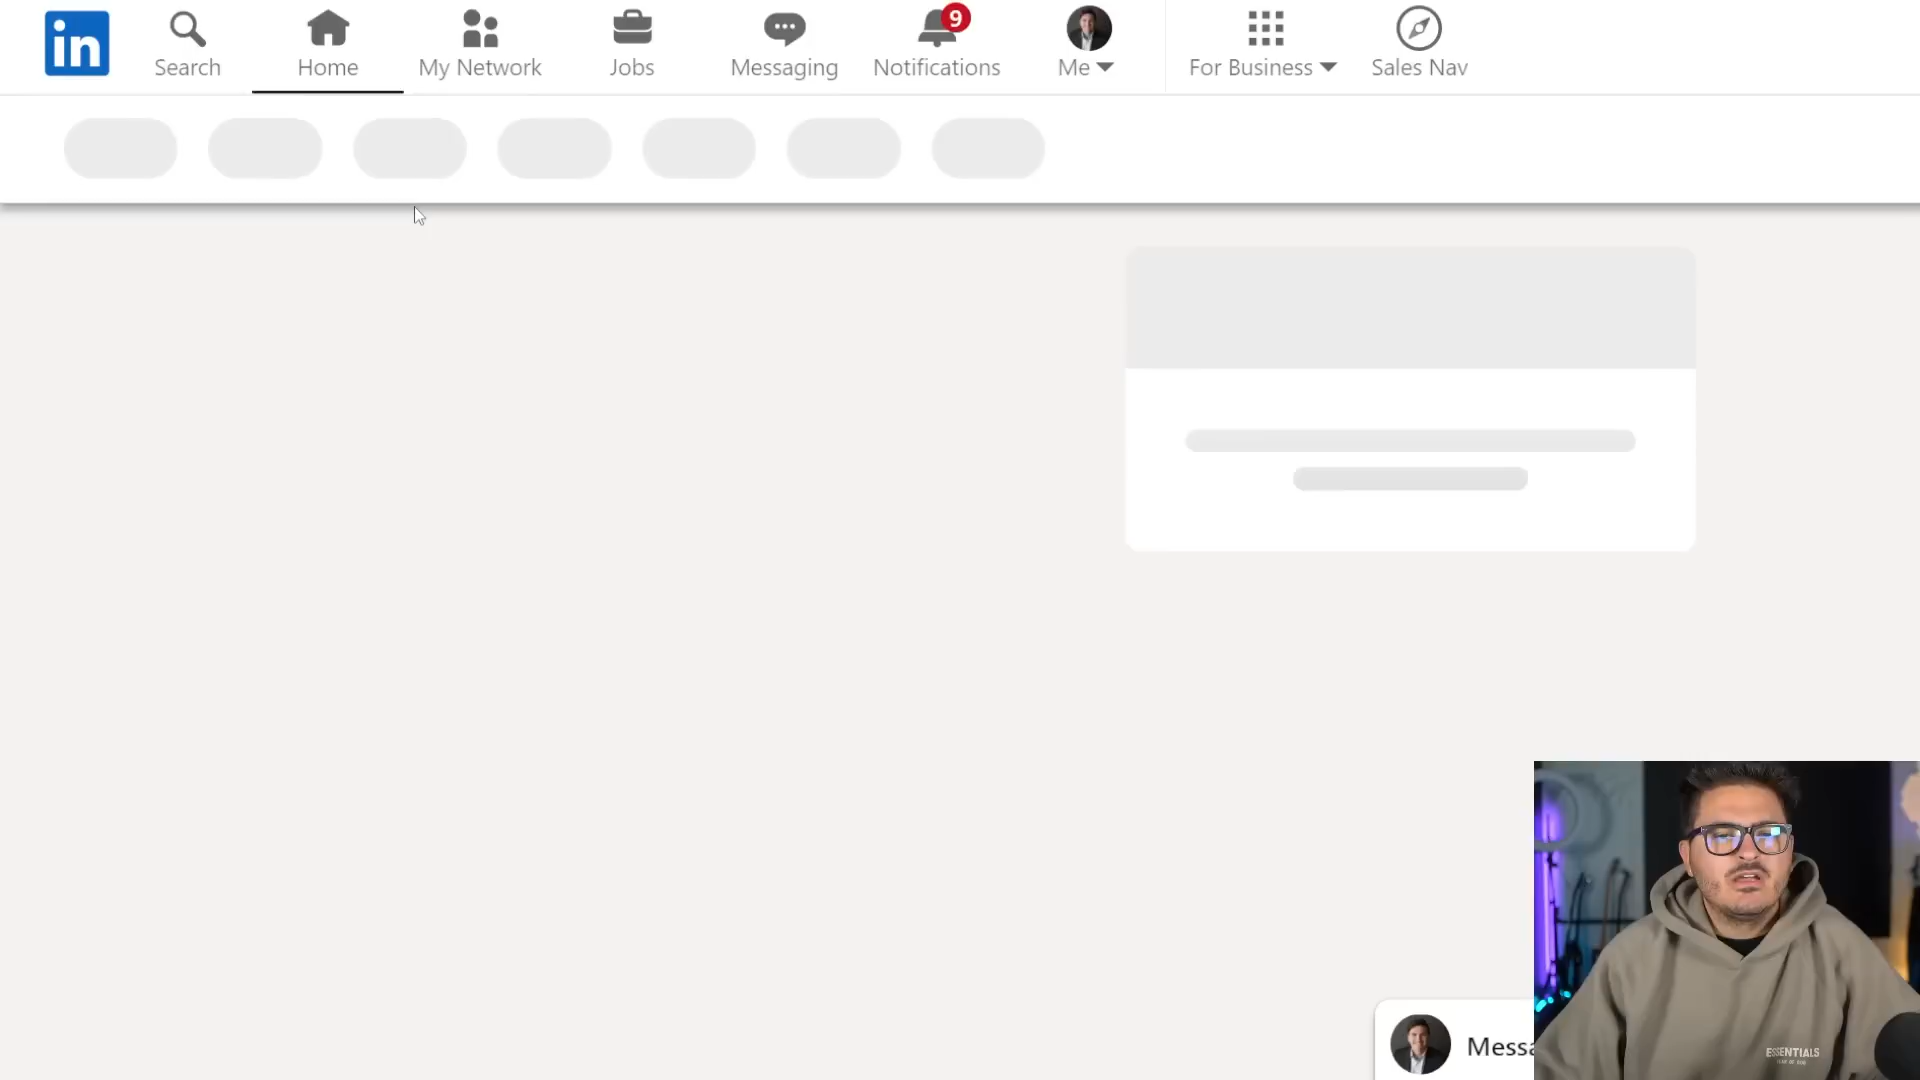 in
9
Search
Home
My Network
Jobs
Messaging
Notifications
Me
For Business
Sales Nav
Messa
ESSENTIALS